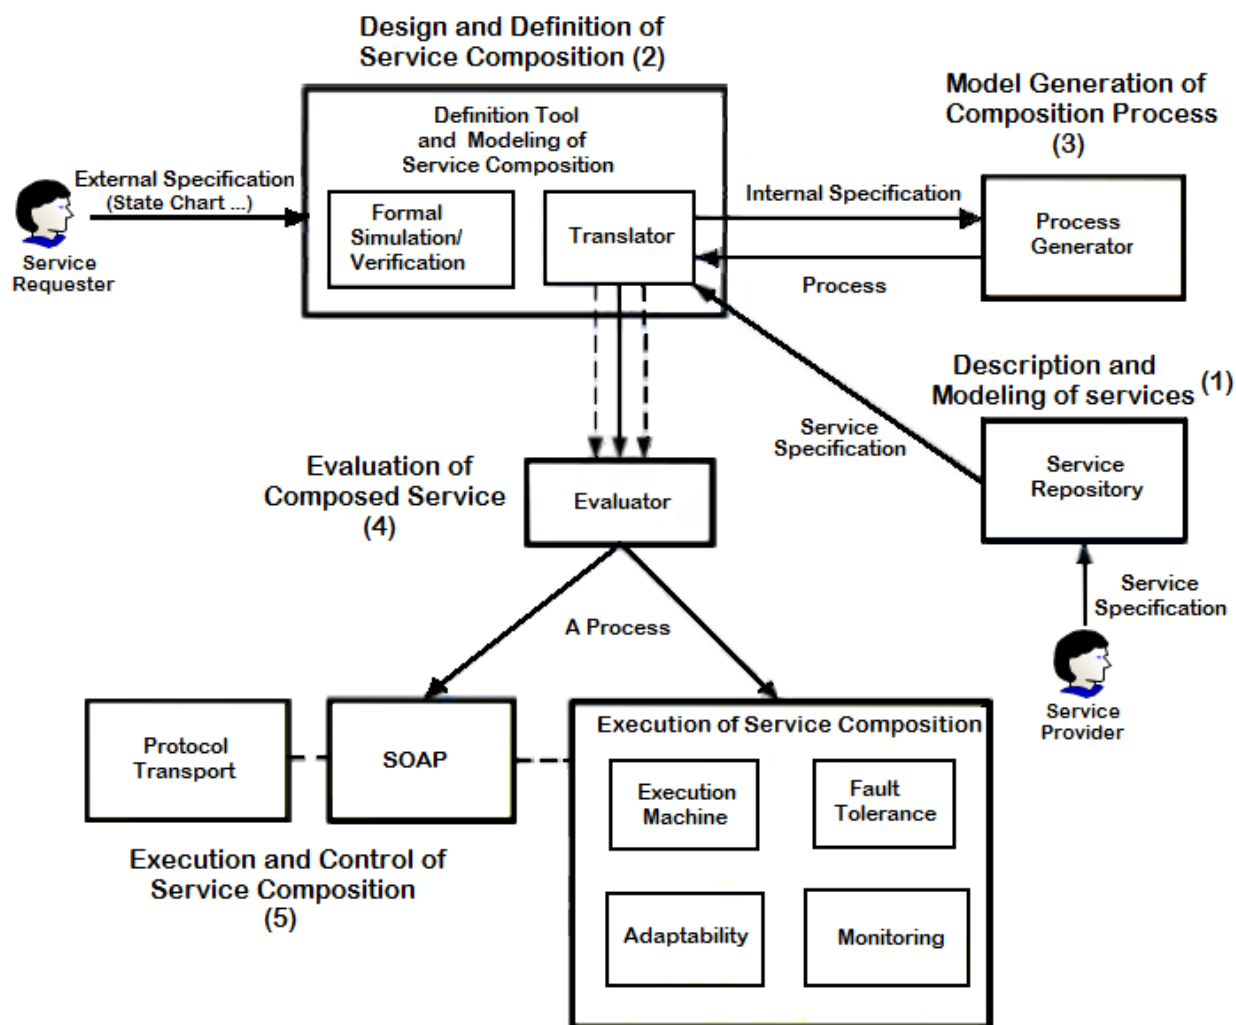 Design and Definition of
Service Composition (2)
Definition Tool
and Modeling of
Service Composition
Formal
Simulation/
Verification
Translator
External Specification
(State Chart ...)
Service
Requester
Internal Specification
Process
Model Generation of
Composition Process
(3)
Process
Generator
Description and
Modeling of services (1)
Service
Repository
Service
Specification
Service
Specification
Service
Provider
Evaluation of
Composed Service
(4)
Evaluator
A Process
Protocol
Transport
SOAP
Execution and Control of
Service Composition
(5)
Execution of Service Composition
Execution
Machine
Fault
Tolerance
Adaptability
Monitoring